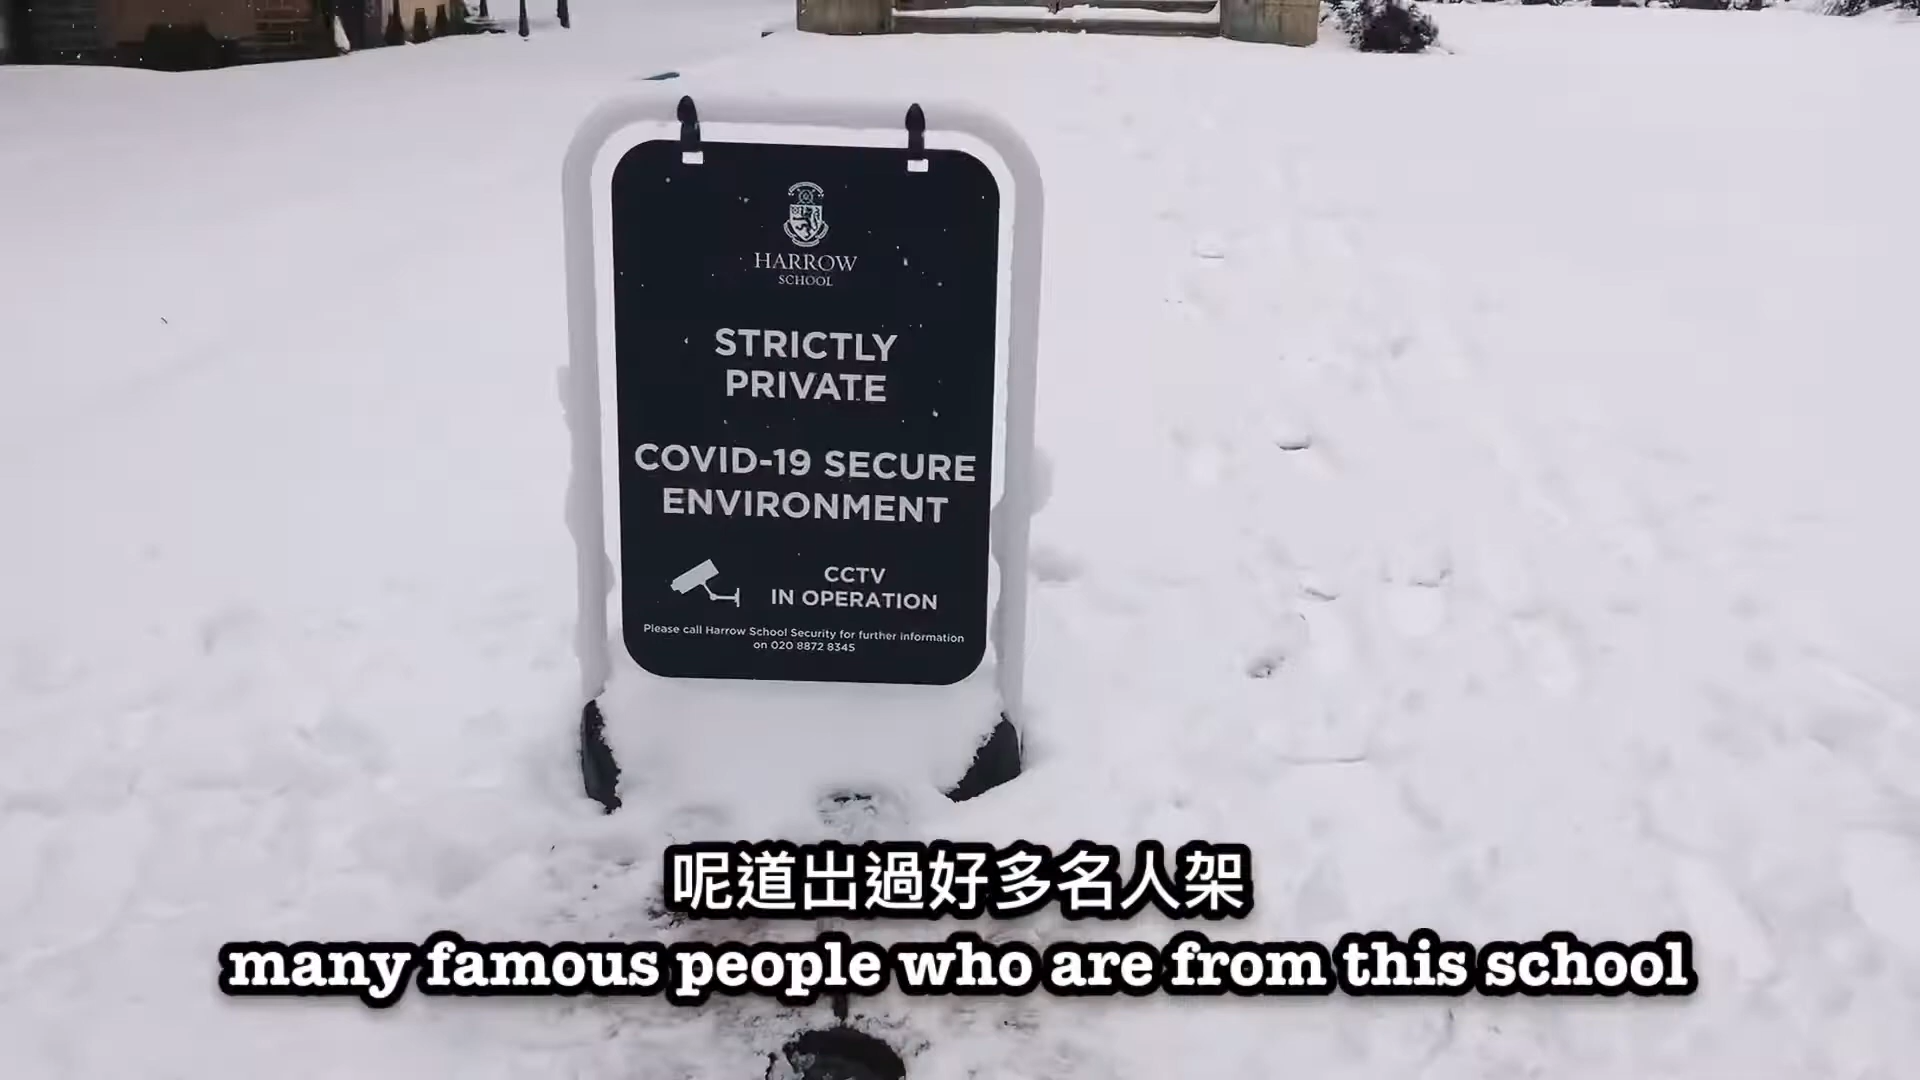 HARROW
SCHOOL
STRICTLY
PRIVATE
COVID-19 SECURE
ENVIRONMENT
CCTV
IN OPERATION
Please call Harrow School Security for further information
on 020 8872 8345
呢道出過好多名人架
many famous people who are from this school